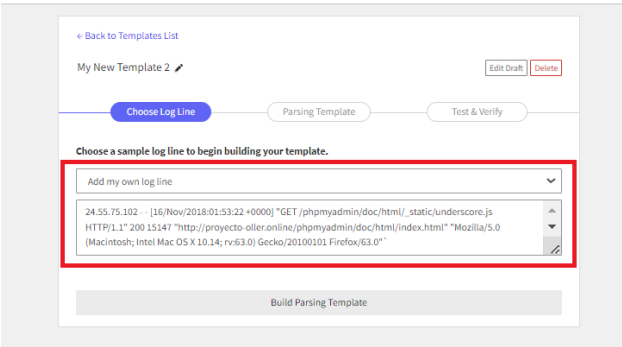 ← Back to Templates List
My New Template 2
Edit Draft
Delete
Choose Log Line
Parsing Template
Test & Verify
Choose a sample log line to begin building your template.
Add my own log line
24.55.75.102 - - [16/Nov/2018:01:53:22 +0000] "GET /phpmyadmin/doc/html/_static/underscore.js
HTTP/1.1" 200 15147 "http://proyecto-oller.online/phpmyadmin/doc/html/index.html" "Mozilla/5.0
(Macintosh; Intel Mac OS X 10.14; rv:63.0) Gecko/20100101 Firefox/63.0"`
Build Parsing Template